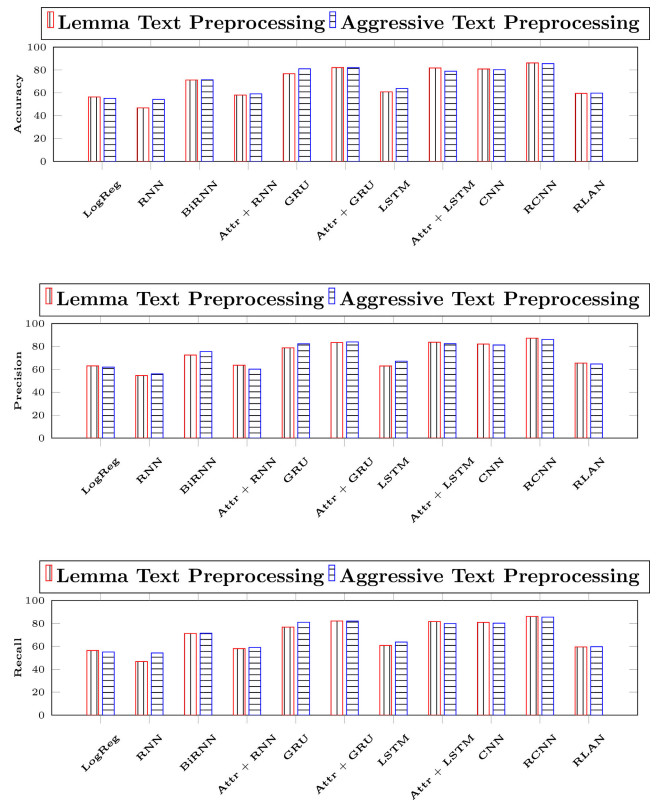 Lemma Text Preprocessing Aggressive Text Preprocessing
100
80
60
40
20
0
Accuracy
LogReg RNN BiRNN Attr + RNN GRU Attr + GRU LSTM Attr + LSTM CNN RCNN RLAN
Lemma Text Preprocessing Aggressive Text Preprocessing
100
80
60
40
20
0
Precision
LogReg RNN BiRNN Attr + RNN GRU Attr + GRU LSTM Attr + LSTM CNN RCNN RLAN
Lemma Text Preprocessing Aggressive Text Preprocessing
100
80
60
40
20
0
Recall
LogReg RNN BiRNN Attr + RNN GRU Attr + GRU LSTM Attr + LSTM CNN RCNN RLAN